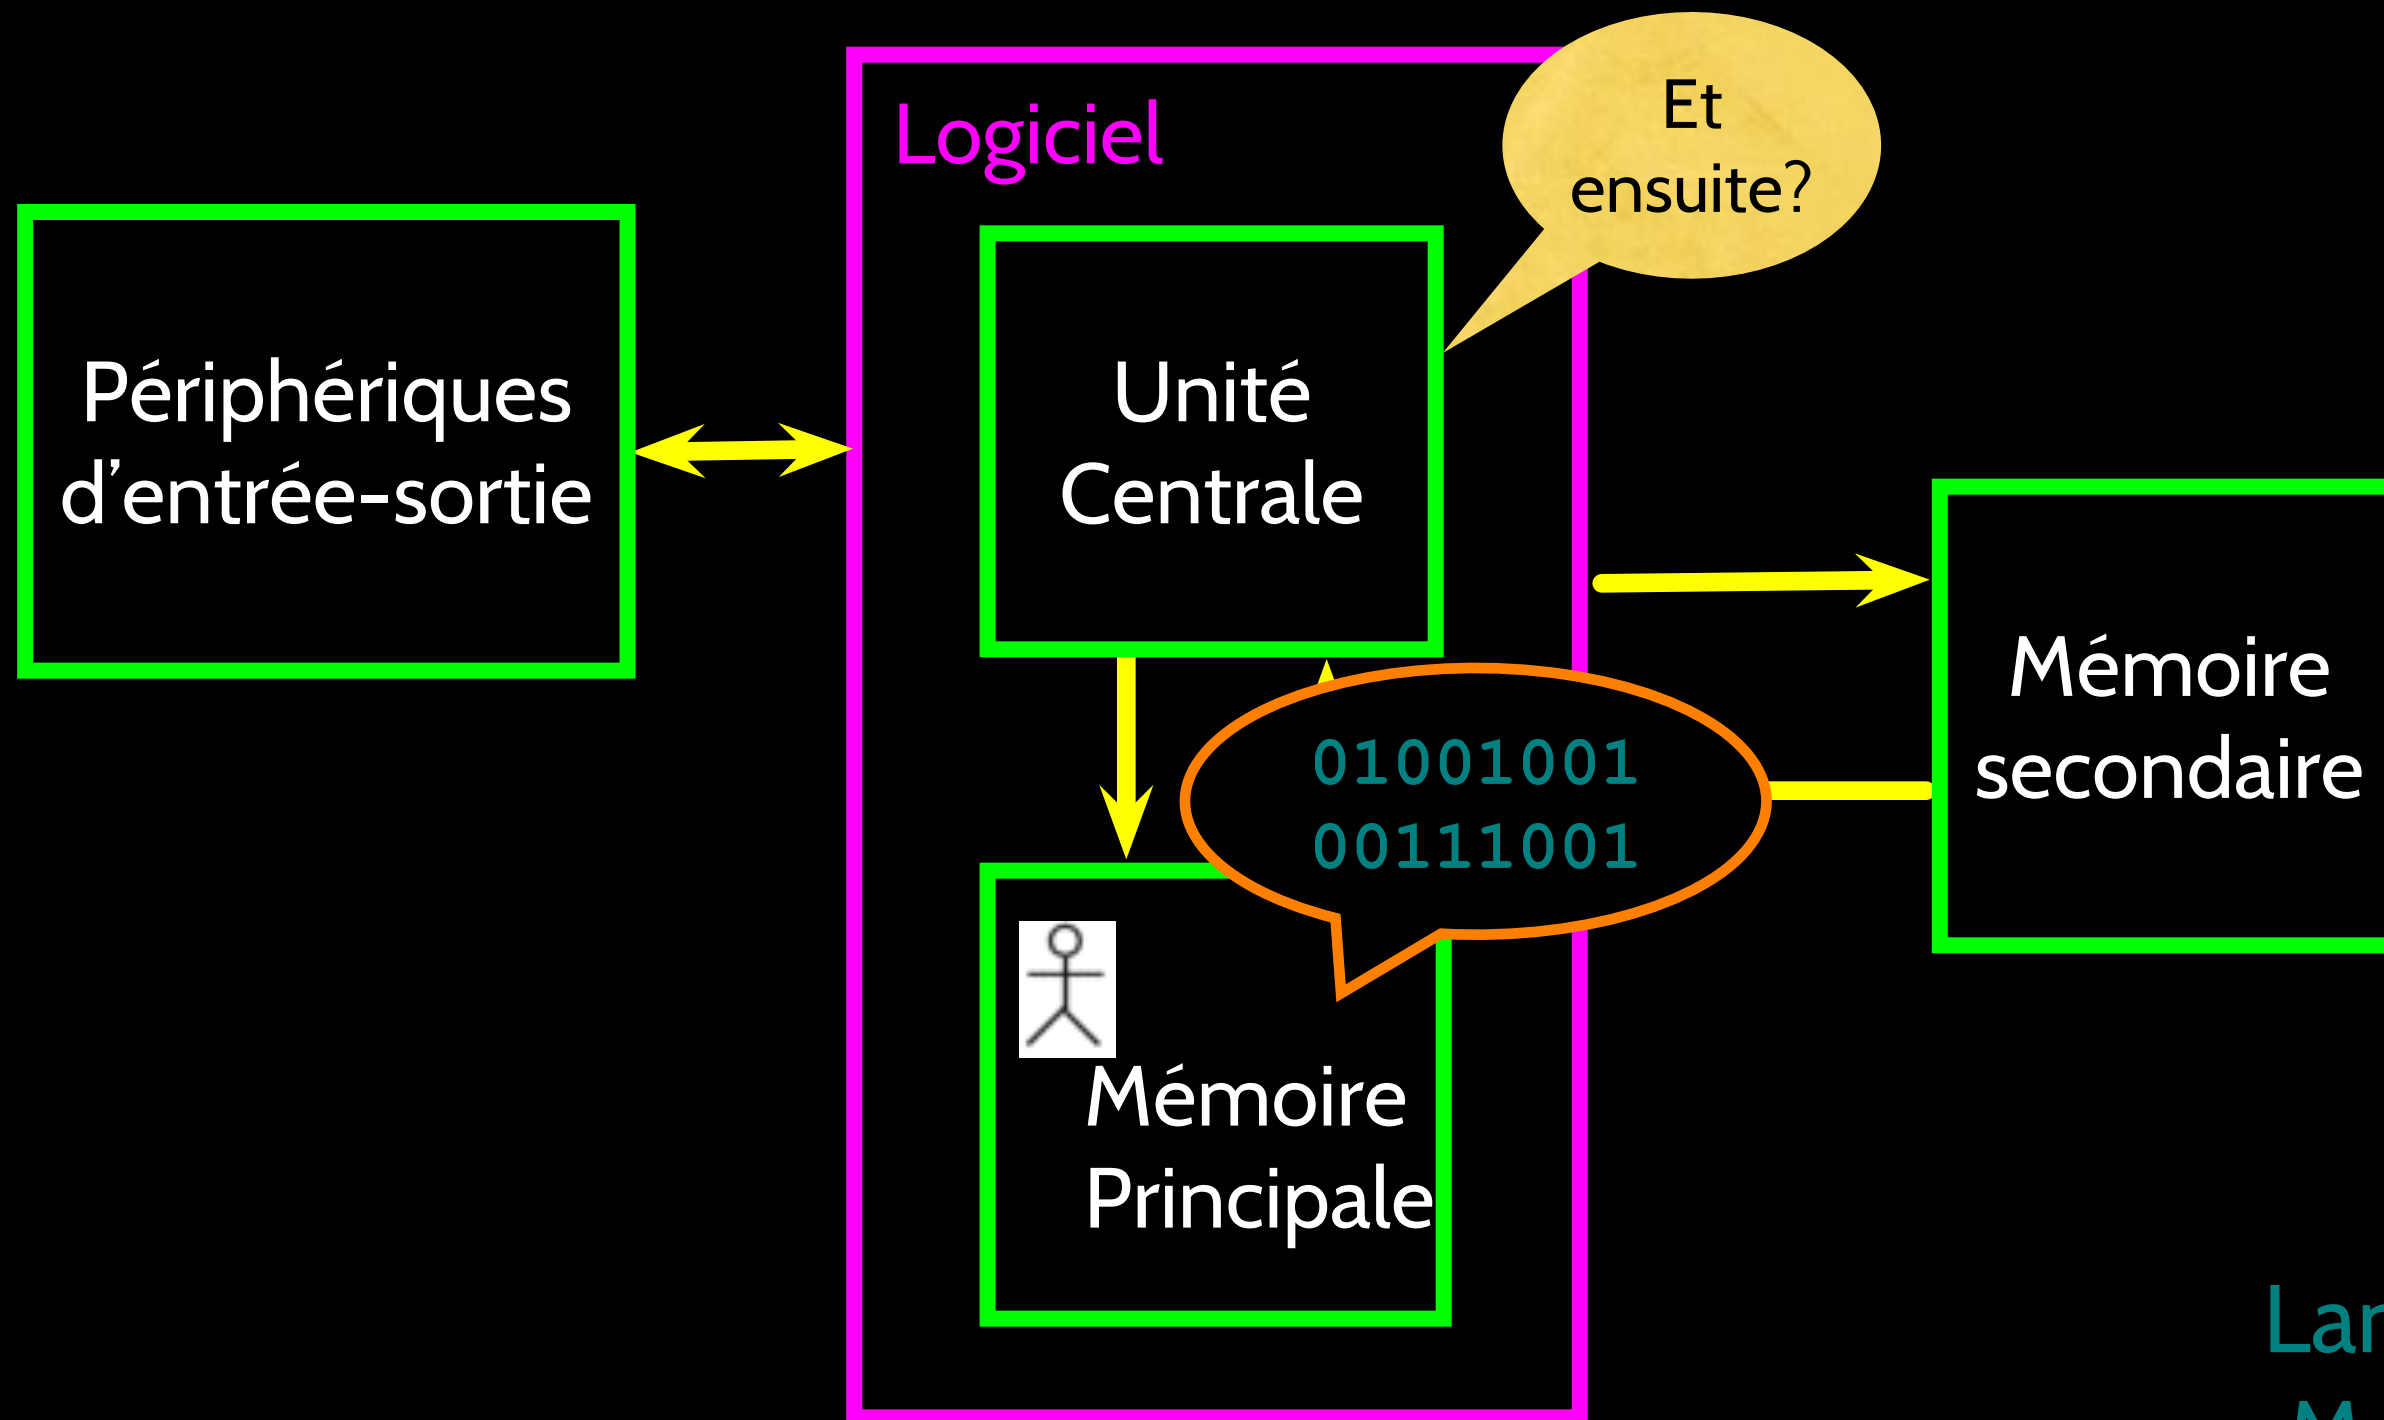 Logiciel
Et
ensuite?
Périphériques
d’entrée-sortie
Unité
Centrale
Mémoire
secondaire
01001001
00111001
Mémoire
Principale